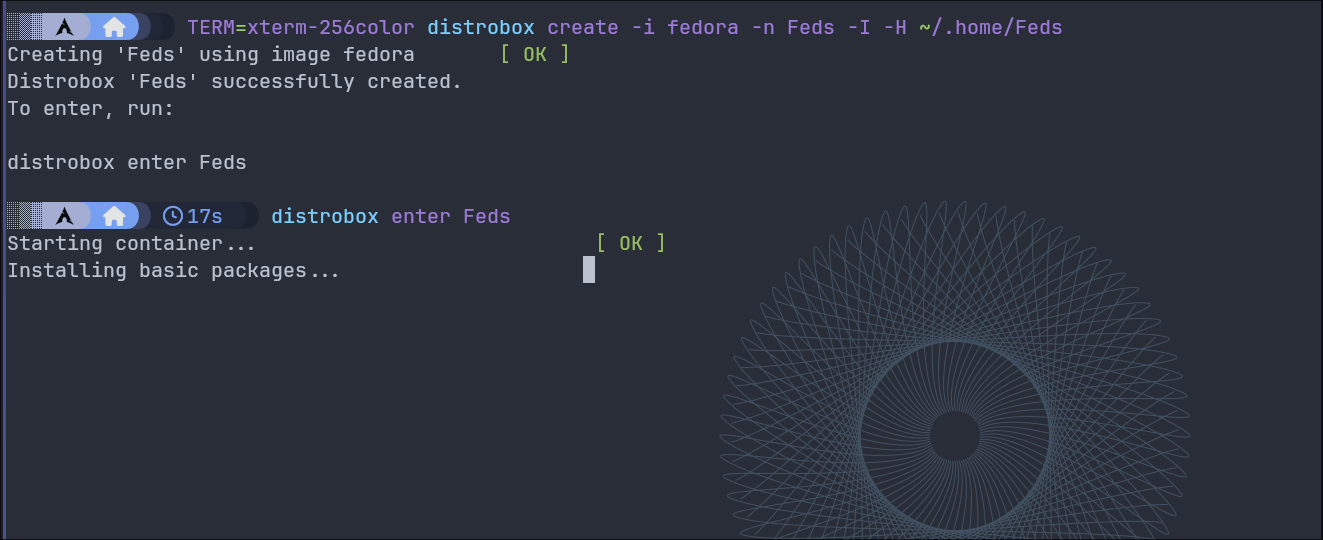 TERM=xterm-256color distrobox create -i fedora -n Feds -I -H ~/.home/Feds
Creating 'Feds' using image fedora [ OK ]
Distrobox 'Feds' successfully created.
To enter, run:
distrobox enter Feds
17s distrobox enter Feds
Starting container... [ OK ]
Installing basic packages...